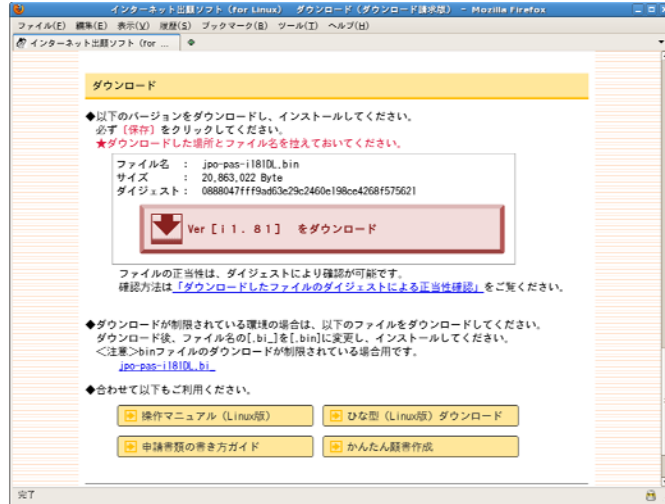 インターネット出願ソフト (for Linux) ダウンロード (ダウンロード請求版) - Mozilla Firefox
ファイル(F) 編集(E) 表示(V) 履歴(S) ブックマーク(B) ツール(T) ヘルプ(H)
インターネット出願ソフト (for ...
ダウンロード
◆以下のバージョンをダウンロードし、インストールしてください。
必ず〔保存〕をクリックしてください。
★ダウンロードした場所とファイル名を控えておいてください。
ファイル名 : jpo-pas-i181DL.bin
サイズ : 20,863,022 Byte
ダイジェスト: 0888047fff9ad63e29c2460e198ce4268f575621
Ver [i1.81] をダウンロード
ファイルの正当性は、ダイジェストにより確認が可能です。
確認方法は「ダウンロードしたファイルのダイジェストによる正当性確認」をご覧ください。
◆ダウンロードが制限されている環境の場合は、以下のファイルをダウンロードしてください。
ダウンロード後、ファイル名の[.bi_]を[.bin]に変更し、インストールしてください。
＜注意＞binファイルのダウンロードが制限されている場合用です。
jpo-pas-i181DL.bi_
◆合わせて以下もご利用ください。
操作マニュアル (Linux版) ひな型 (Linux版) ダウンロード
申請書類の書き方ガイド かんたん願書作成
完了